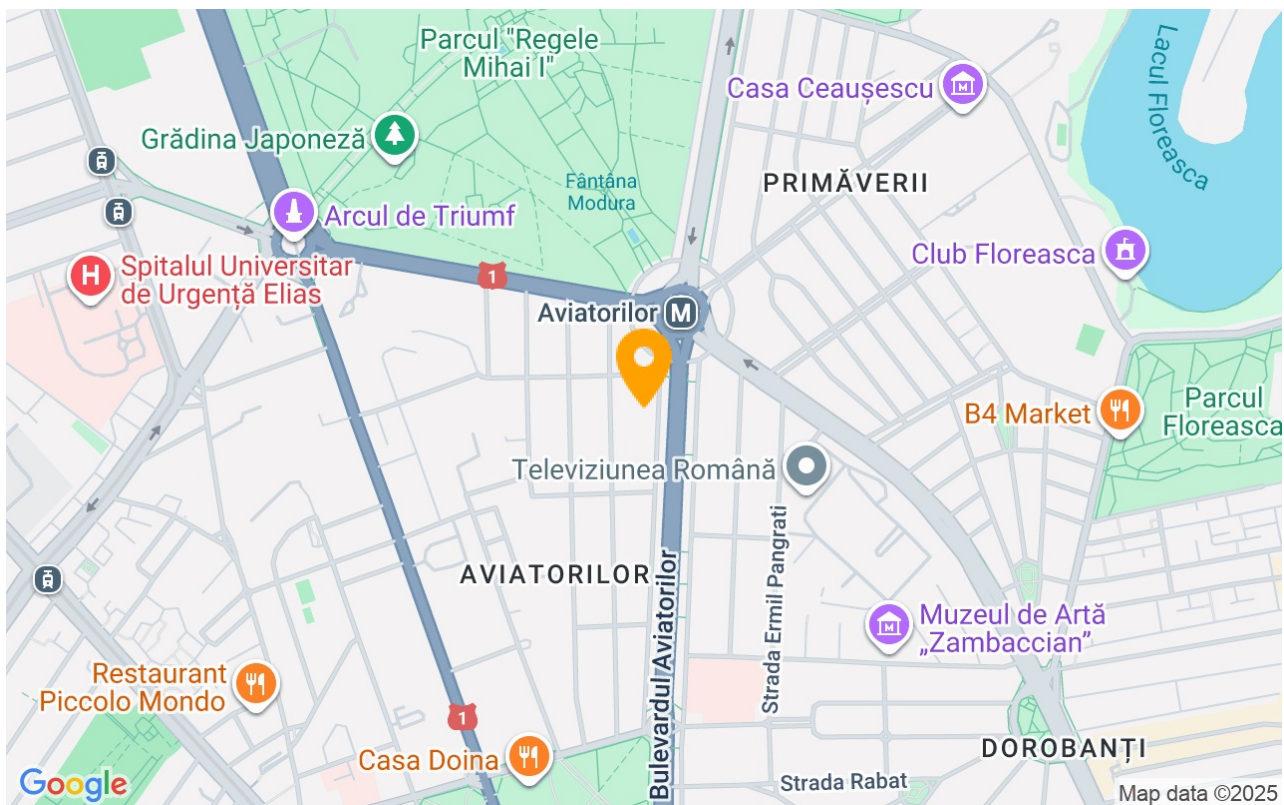 Parcul "Regele
Mihai I"
Casa Ceaușescu
Lacul Floreasca
Grădina Japoneză
Fântâna
Modura
PRIMĂVERII
Arcul de Triumf
Club Floreasca
H
Spitalul Universitar
de Urgență Elias
1
Aviatorilor
M
B4 Market
Parcul
Floreasca
Televiziunea Română
AVIATORILOR
Bulevardul Aviatorilor
Strada Ermil Pangrati
Muzeul de Artă
„Zambaccian”
Restaurant
Piccolo Mondo
1
Casa Doina
DOROBANȚI
Strada Rabat
Google
Map data ©2025